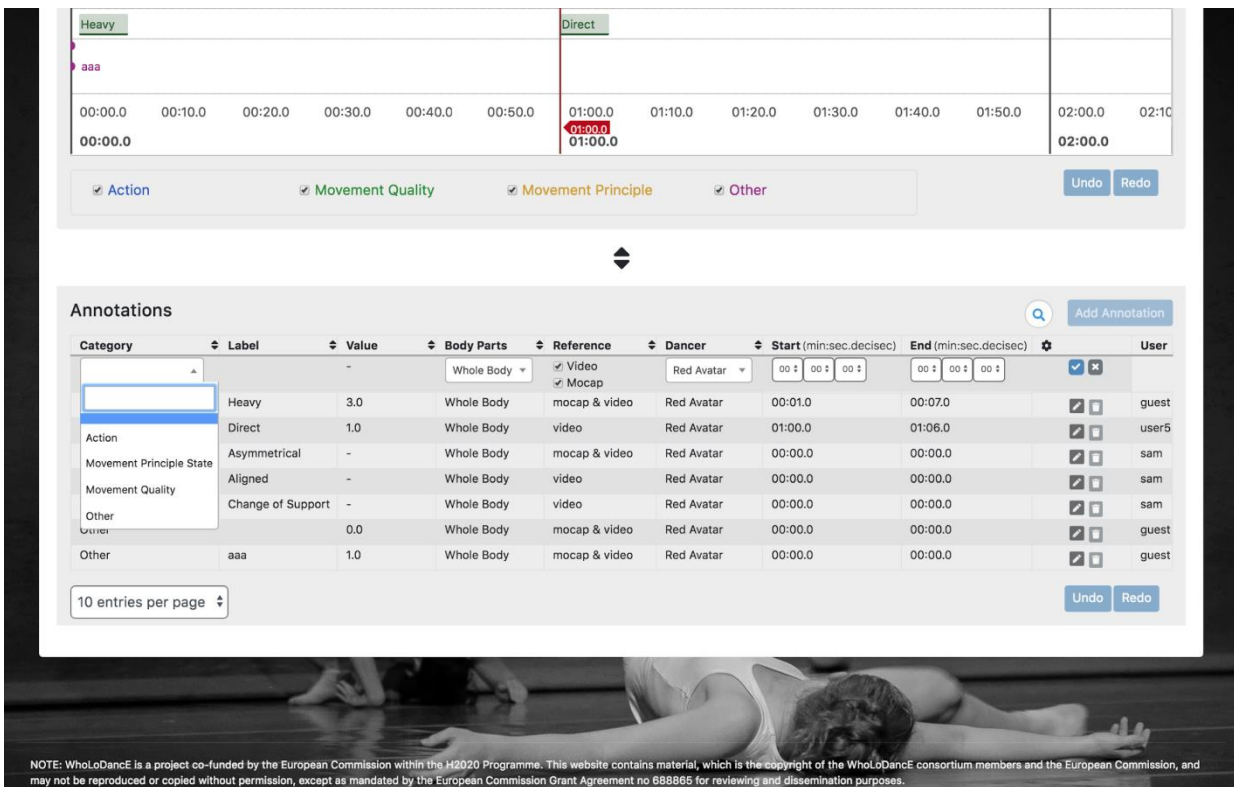 Heavy Direct
aaa
00:00.0 00:10.0 00:20.0 00:30.0 00:40.0 00:50.0 01:00.0 01:10.0 01:20.0 01:30.0 01:40.0 01:50.0 02:00.0 02:10
01:00.0
00:00.0 01:00.0 02:00.0
Action Movement Quality Movement Principle Other Undo Redo
Annotations Add Annotation
Category Label Value Body Parts Reference Dancer Start (min:sec.decisec) End (min:sec.decisec) User
- Whole Body Video Red Avatar 00 00 00 00 00 00
Mocap
Heavy 3.0 Whole Body mocap & video Red Avatar 00:01.0 00:07.0 guest
Direct 1.0 Whole Body video Red Avatar 01:00.0 01:06.0 user5
Action
Asymmetrical - Whole Body mocap & video Red Avatar 00:00.0 00:00.0 sam
Movement Principle State
Aligned - Whole Body video Red Avatar 00:00.0 00:00.0 sam
Movement Quality
Change of Support - Whole Body video Red Avatar 00:00.0 00:00.0 sam
Other
Other 0.0 Whole Body mocap & video Red Avatar 00:00.0 00:00.0 guest
Other aaa 1.0 Whole Body mocap & video Red Avatar 00:00.0 00:00.0 guest
10 entries per page Undo Redo
NOTE: WhoLoDancE is a project co-funded by the European Commission within the H2020 Programme. This website contains material, which is the copyright of the WhoLoDancE consortium members and the European Commission, and
may not be reproduced or copied without permission, except as mandated by the European Commission Grant Agreement no 688865 for reviewing and dissemination purposes.